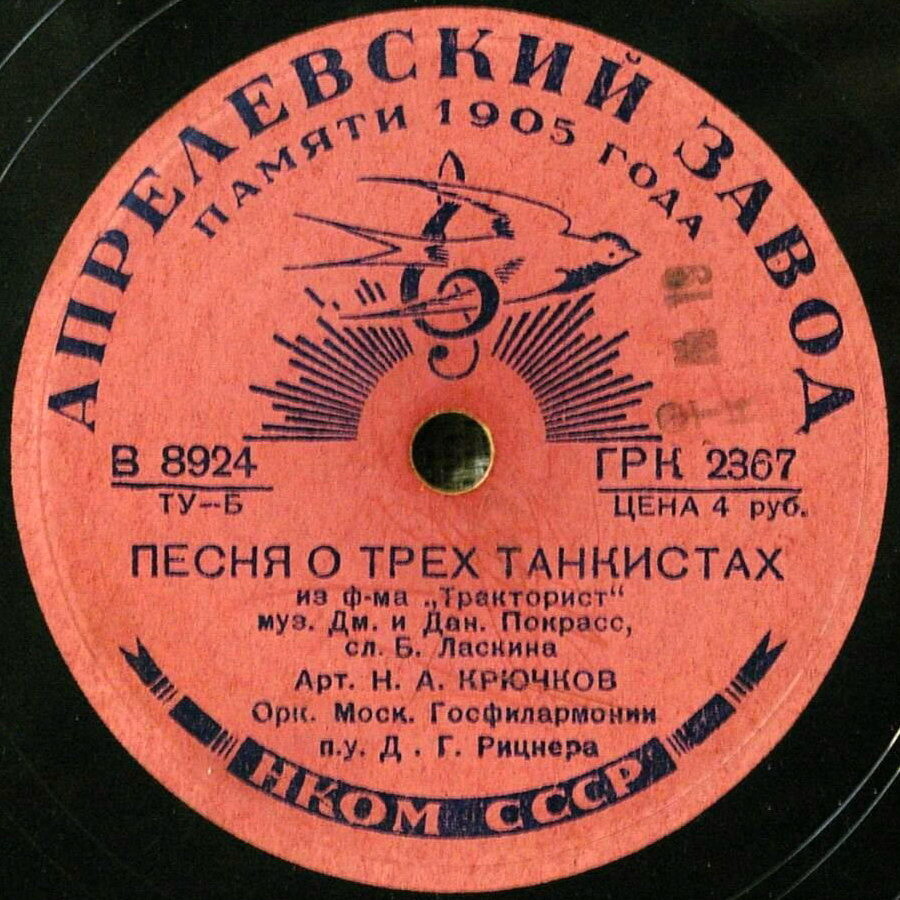 АПРЕЛЕВСКИЙ ЗАВОД
ПАМЯТИ 1905 ГОДА
В 8924
ТУ-Б
ГРК 2367
ЦЕНА 4 руб.
ПЕСНЯ О ТРЕХ ТАНКИСТАХ
из ф-ма „Тракторист“
муз. Дм. и Дан. Покрасс,
сл. Б. Ласкина
Арт. Н. А. КРЮЧКОВ
Орк. Моск. Госфилармонии
п.у. Д. Г. Рицнера
НКОМ СССР